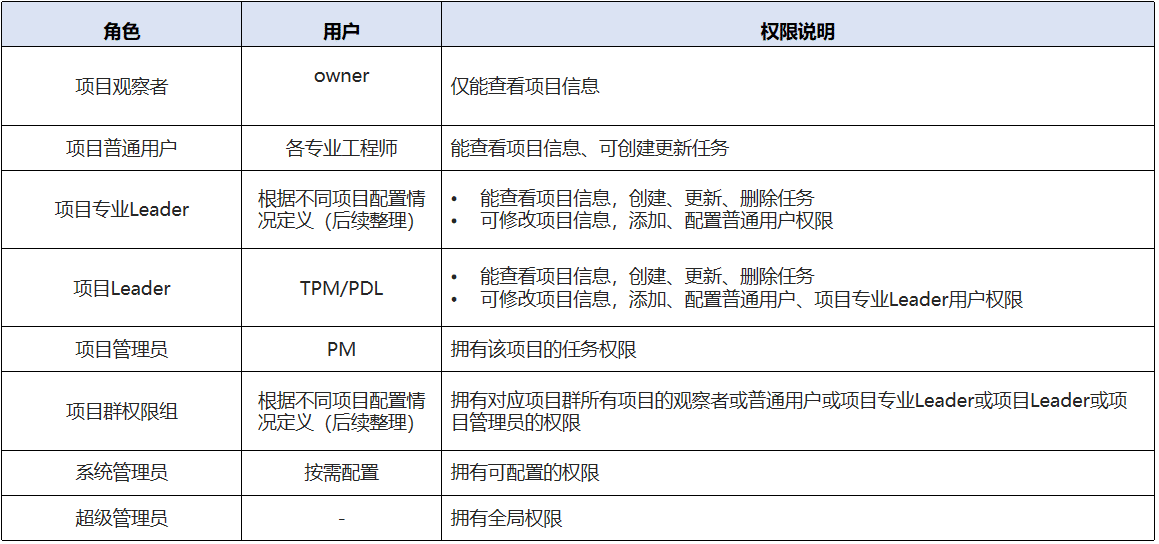 角色 用户 权限说明
项目观察者 owner 仅能查看项目信息
项目普通用户 各专业工程师 能查看项目信息、可创建更新任务
项目专业Leader
根据不同项目配置情
况定义（后续整理）
• 能查看项目信息，创建、更新、删除任务
• 可修改项目信息，添加、配置普通用户权限
项目Leader
TPM/PDL
• 能查看项目信息，创建、更新、删除任务
• 可修改项目信息，添加、配置普通用户、项目专业Leader用户权限
项目管理员 PM 拥有该项目的任务权限
项目群权限组
根据不同项目配置情
况定义（后续整理）
拥有对应项目群所有项目的观察者或普通用户或项目专业Leader或项目Leader或项
目管理员的权限
系统管理员 按需配置 拥有可配置的权限
超级管理员 - 拥有全局权限